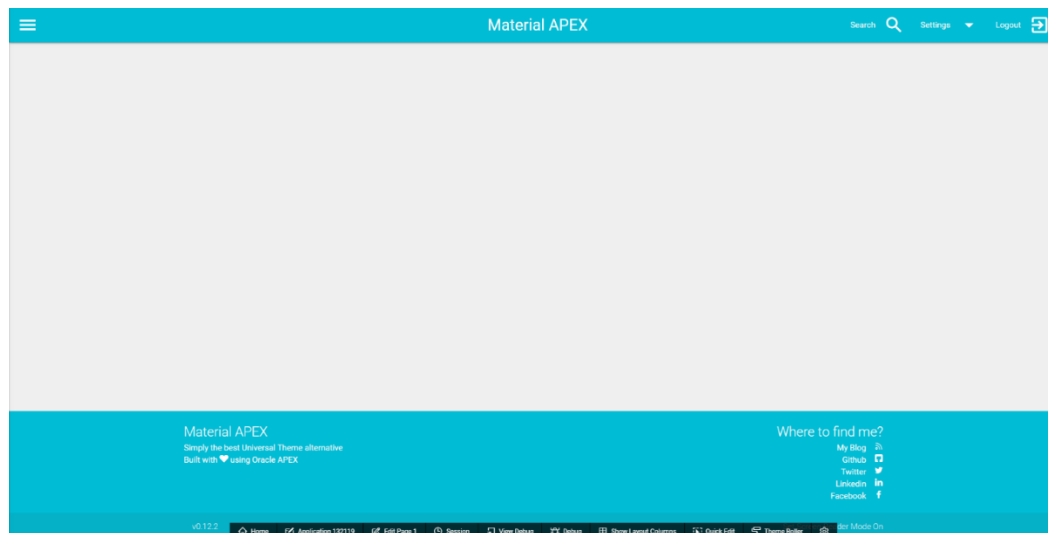 Material APEX
Search Settings Logout
Material APEX
Simply the best Universal Theme alternative
Built with ❤ using Oracle APEX
Where to find me?
My Blog
Github
Twitter
Linkedin
Facebook
v0.12.2
Home Application 132119 Edit Page 1 Session View Debug Debug Show Layout Columns Quick Edit Theme Roller
der Mode On